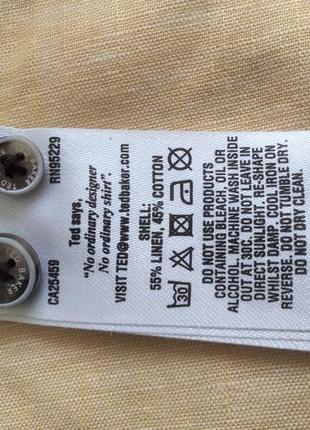 RN95229
CA25459
Ted says,
"No ordinary designer
No ordinary shirt".
VISIT TED@www.tedbaker.com
SHELL:
55% LINEN, 45% COTTON
30
DO NOT USE PRODUCTS
CONTAINING BLEACH, OIL OR
ALCOHOL. MACHINE WASH INSIDE
OUT AT 30C. DO NOT LEAVE IN
DIRECT SUNLIGHT. RE-SHAPE
WHILST DAMP. COOL IRON ON
REVERSE. DO NOT TUMBLE DRY.
DO NOT DRY CLEAN.
TED BAKER